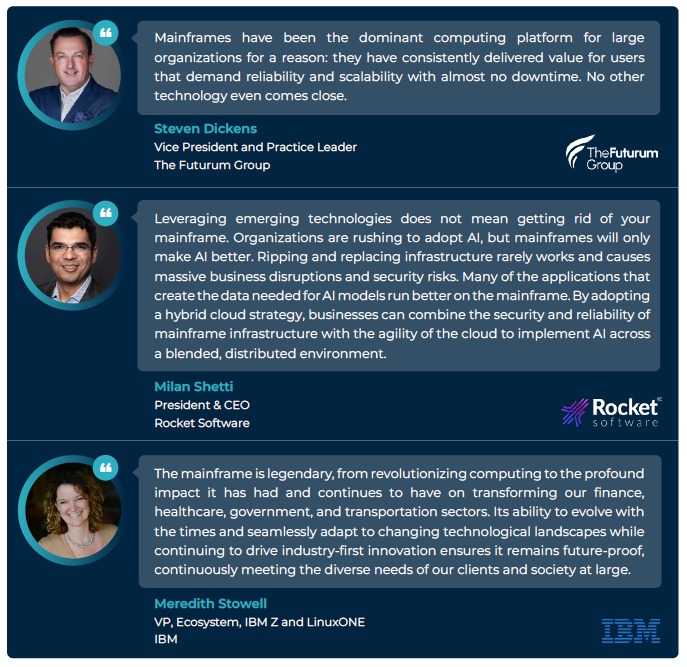 Mainframes have been the dominant computing platform for large
organizations for a reason: they have consistently delivered value for users
that demand reliability and scalability with almost no downtime. No other
technology even comes close.
Steven Dickens
Vice President and Practice Leader
The Futurum Group
TheFuturum
Group
Leveraging emerging technologies does not mean getting rid of your
mainframe. Organizations are rushing to adopt AI, but mainframes will only
make AI better. Ripping and replacing infrastructure rarely works and causes
massive business disruptions and security risks. Many of the applications that
create the data needed for AI models run better on the mainframe. By adopting
a hybrid cloud strategy, businesses can combine the security and reliability of
mainframe infrastructure with the agility of the cloud to implement AI across
a blended, distributed environment.
Milan Shetti
President & CEO
Rocket Software
Rocket
software
The mainframe is legendary, from revolutionizing computing to the profound
impact it has had and continues to have on transforming our finance,
healthcare, government, and transportation sectors. Its ability to evolve with
the times and seamlessly adapt to changing technological landscapes while
continuing to drive industry-first innovation ensures it remains future-proof,
continuously meeting the diverse needs of our clients and society at large.
Meredith Stowell
VP, Ecosystem, IBM Z and LinuxONE
IBM
IBM